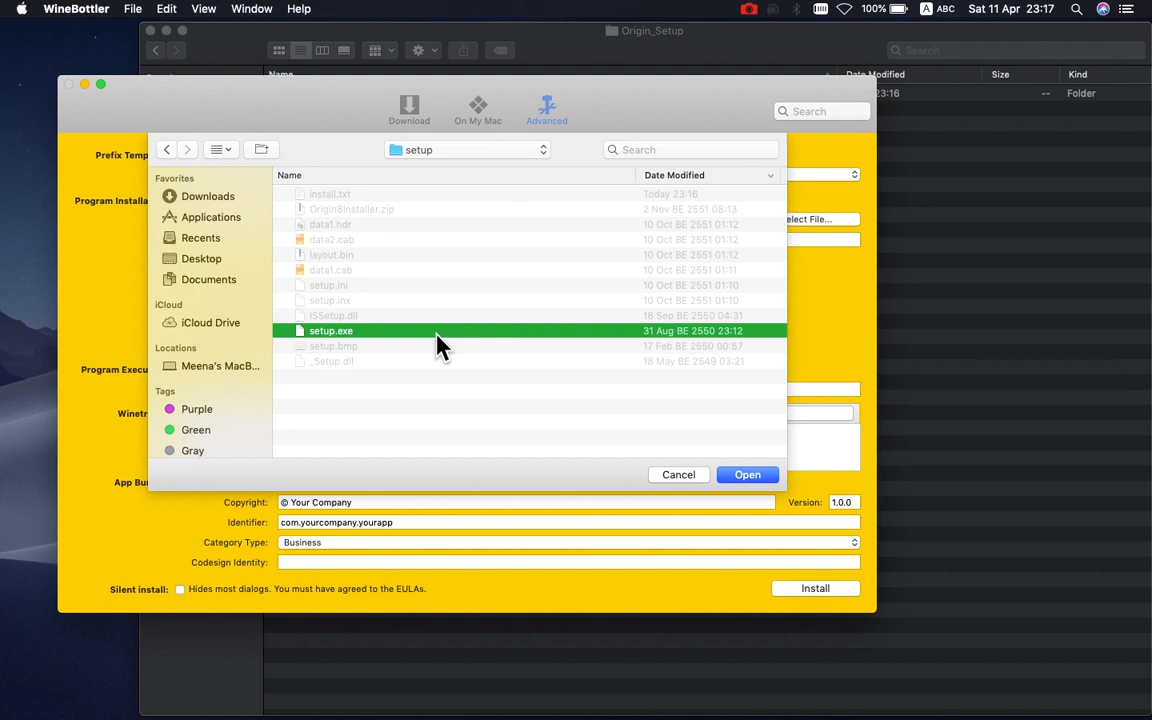 WineBottler File Edit View Window Help 100% A ABC Sat 11 Apr 23:17
Origin_Setup
Search
Name Date Modified Size Kind
23:16 -- Folder
Download On My Mac Advanced
Search
setup
Search
Prefix Temp
Program Installa
elect File...
Program Execu
Winetr
App Bu
Favorites
Downloads
Applications
Recents
Desktop
Documents
iCloud
iCloud Drive
Locations
Meena's MacB...
Tags
Purple
Green
Gray
Name Date Modified
install.txt Today 23:16
Origin8Installer.zip 2 Nov BE 2551 08:13
data1.hdr 10 Oct BE 2551 01:12
data2.cab 10 Oct BE 2551 01:12
layout.bin 10 Oct BE 2551 01:12
data1.cab 10 Oct BE 2551 01:11
setup.ini 10 Oct BE 2551 01:10
setup.inx 10 Oct BE 2551 01:10
ISSetup.dll 18 Sep BE 2550 04:31
setup.exe 31 Aug BE 2550 23:12
setup.bmp 17 Feb BE 2550 00:57
_Setup.dll 18 May BE 2549 03:21
Cancel Open
Copyright: © Your Company Version: 1.0.0
Identifier: com.yourcompany.yourapp
Category Type: Business
Codesign Identity:
Silent install: Hides most dialogs. You must have agreed to the EULAs.
Install